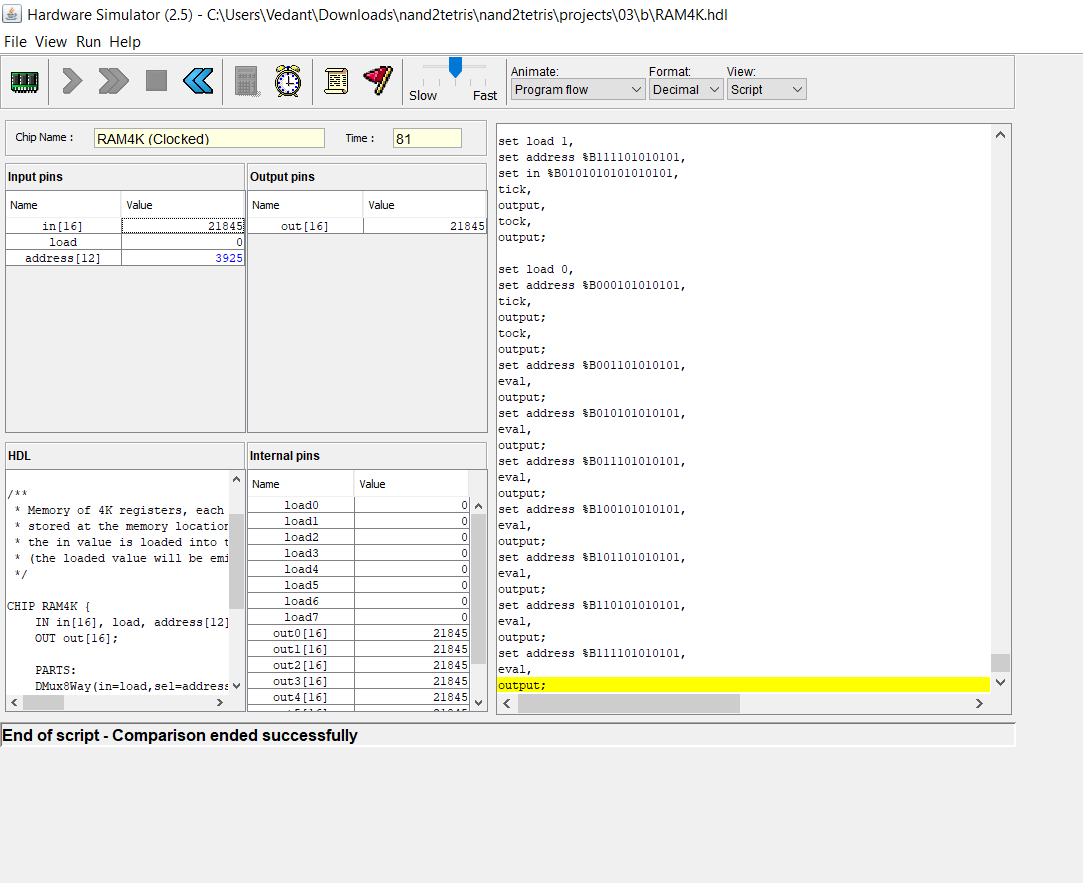 Hardware Simulator (2.5) - C:\Users\Vedant\Downloads\nand2tetris\nand2tetris\projects\03\b\RAM4K.hdl
File View Run Help
Slow Fast
Animate: Format: View:
Program flow Decimal Script
Chip Name : RAM4K (Clocked) Time : 81
Input pins
Name Value
in[16] 21845
load 0
address[12] 3925
Output pins
Name Value
out[16] 21845
HDL
/**
* Memory of 4K registers, each
* stored at the memory location
* the in value is loaded into t
* (the loaded value will be emi
*/
CHIP RAM4K {
IN in[16], load, address[12]
OUT out[16];
PARTS:
DMux8Way(in=load,sel=address
Internal pins
Name Value
load0 0
load1 0
load2 0
load3 0
load4 0
load5 0
load6 0
load7 0
out0[16] 21845
out1[16] 21845
out2[16] 21845
out3[16] 21845
out4[16] 21845
set load 1,
set address %B111101010101,
set in %B0101010101010101,
tick,
output,
tock,
output;
set load 0,
set address %B000101010101,
tick,
output;
tock,
output;
set address %B001101010101,
eval,
output;
set address %B010101010101,
eval,
output;
set address %B011101010101,
eval,
output;
set address %B100101010101,
eval,
output;
set address %B101101010101,
eval,
output;
set address %B110101010101,
eval,
output;
set address %B111101010101,
eval,
output;
End of script - Comparison ended successfully